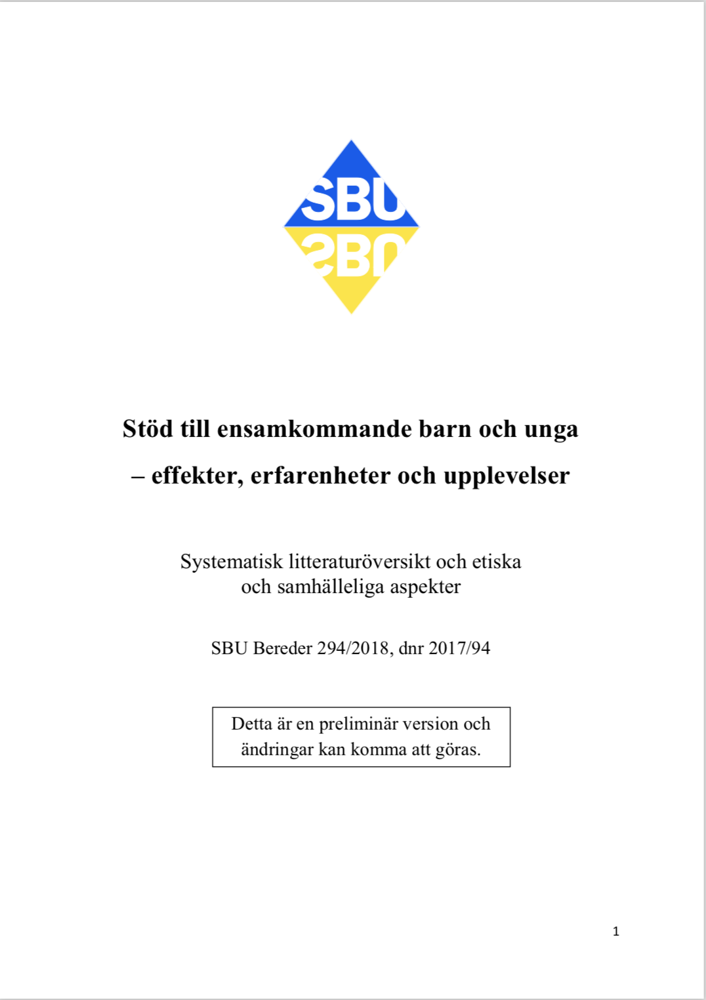 SBU
SBU
Stöd till ensamkommande barn och unga
– effekter, erfarenheter och upplevelser
Systematisk litteraturöversikt och etiska
och samhälleliga aspekter
SBU Bereder 294/2018, dnr 2017/94
Detta är en preliminär version och
ändringar kan komma att göras.
1